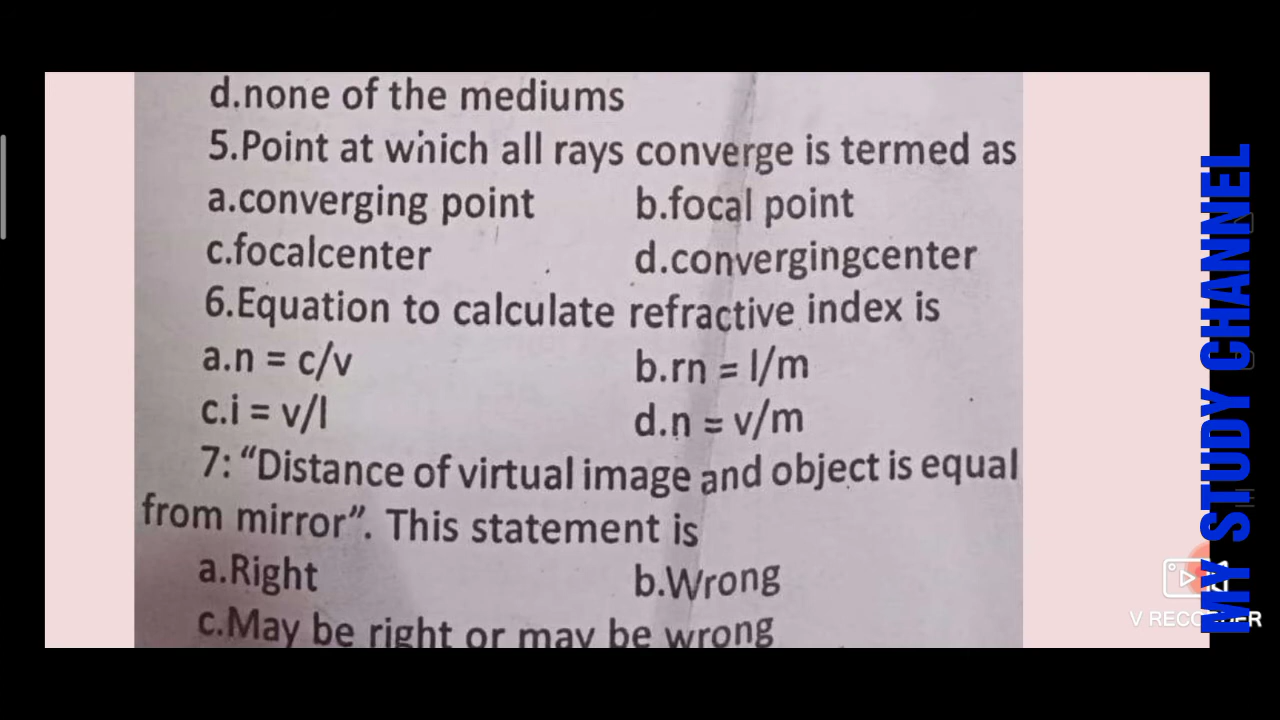 d.none of the mediums
5.Point at which all rays converge is termed as
a.converging point b.focal point
c.focalcenter d.convergingcenter
6.Equation to calculate refractive index is
a.n = c/v b.rn = l/m
c.i = v/l d.n = v/m
7: “Distance of virtual image and object is equal
from mirror”. This statement is
a.Right b.Wrong
c.May be right or may be wrong
MY STUDY CHANNEL
V RECORDER